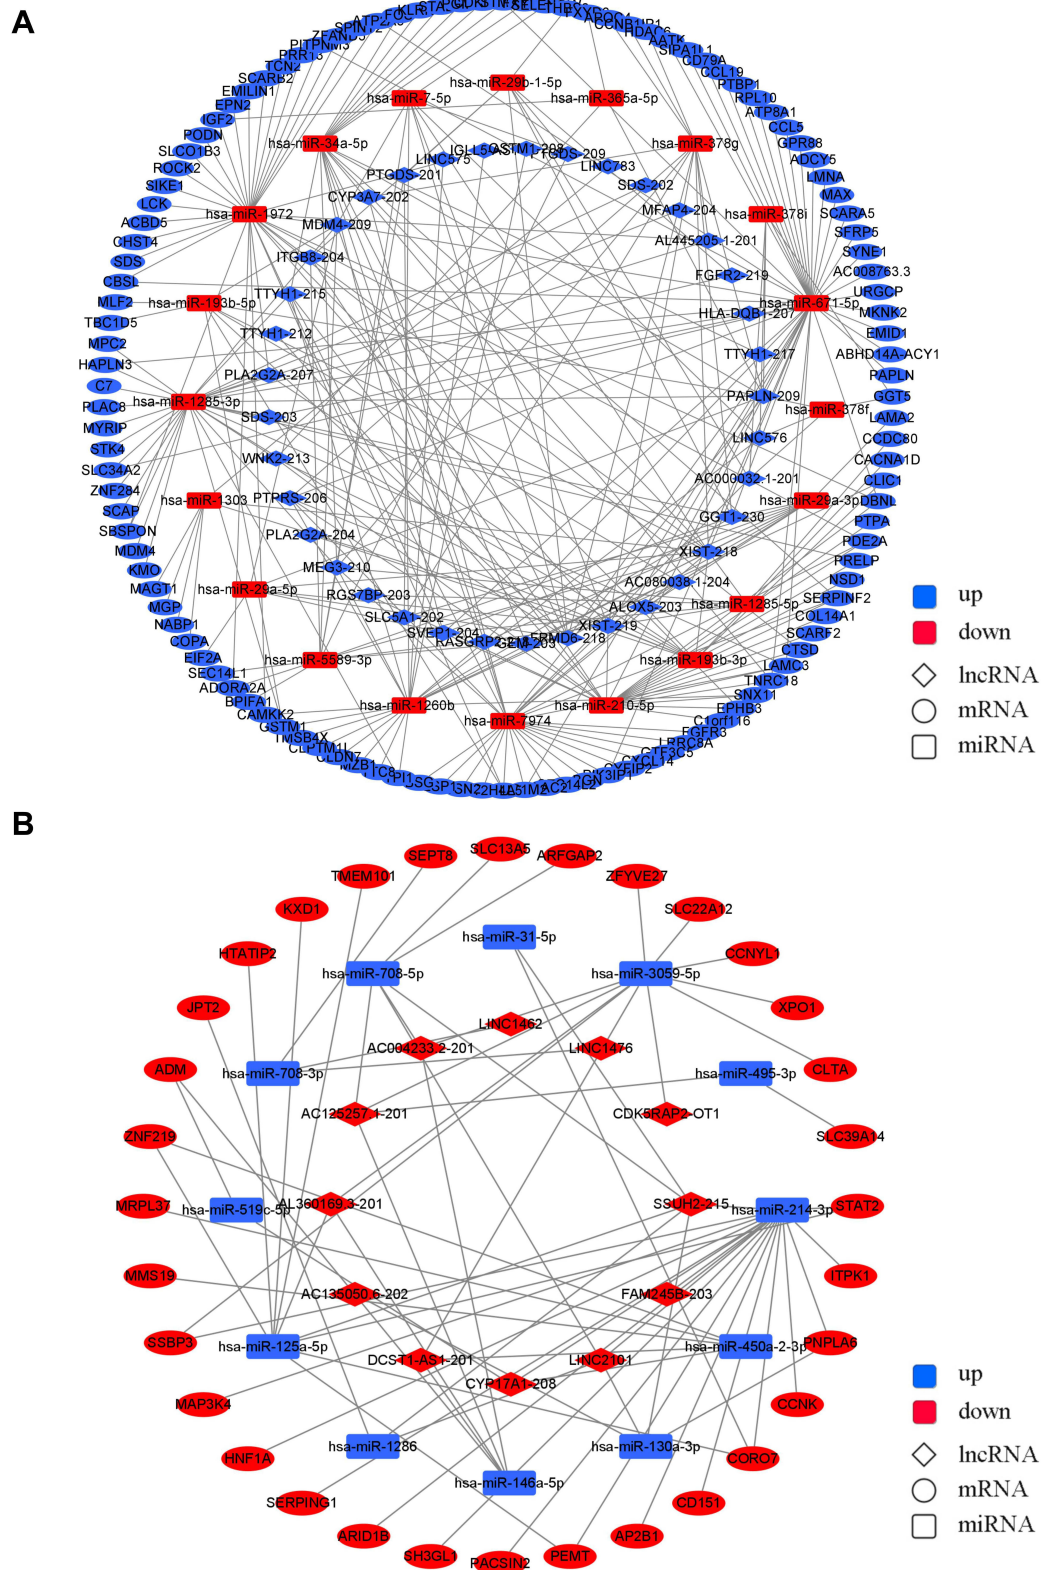 A
PTGDS-201
LINC575
LINC783
SDS-202
MFAP4-204
AL445205-1-201
FGFR2-219
HLA-DQB1-207
TTYH1-217
PAPLN-209
LINC576
AC000032-1-201
GGT1-230
XIST-218
AC080038-1-204
ALOX5-203
XIST-219
SVEP1-204
SLC5A1-202
RGS7BP-203
MEG3-210
PLA2G2A-204
PTPRS-206
WNK2-213
SDS-203
PLA2G2A-207
TTYH1-212
TTYH1-215
ITGB8-204
MDM4-209
CYP3A7-202
hsa-miR-29b-1-5p
hsa-miR-7-5p
hsa-miR-365a-5p
hsa-miR-34a-5p
hsa-miR-378g
hsa-miR-1972
hsa-miR-378i
hsa-miR-193b-5p
hsa-miR-671-5p
hsa-miR-1285-3p
hsa-miR-378f
hsa-miR-1303
hsa-miR-29a-3p
hsa-miR-29a-5p
hsa-miR-1285-5p
hsa-miR-5589-3p
hsa-miR-193b-3p
hsa-miR-1260b
hsa-miR-210-5p
hsa-miR-7974
PITPNM3
PRR13
TCN2
SCARB2
EMILIN1
EPN2
IGF2
PODN
SLCO1B3
ROCK2
SIKE1
LCK
ACBD5
CHST4
SDS
CBSL
MLF2
TBC1D5
MPC2
HAPLN3
C7
PLAC8
MYRIP
STK4
SLC34A2
ZNF284
SCAP
SBSPON
MDM4
KMO
MAGT1
MGP
NABP1
COPA
EIF2A
SEC14L1
ADORA2A
BPIFA1
CAMKK2
GSTM1
TMSB4X
CLDN7
MZB1
HDAC6
AATK
SIPA1L1
CD79A
CCL19
PTBP1
RPL10
ATP8A1
CCL5
GPR88
ADCY5
LMNA
MAX
SCARA5
SFRP5
SYNE1
AC008763.3
URGCP
MKNK2
EMID1
ABHD14A-ACY1
PAPLN
GGT5
LAMA2
CCDC80
CACNA1D
CLIC1
DBNL
PTPA
PDE2A
PRELP
NSD1
SERPINF2
COL14A1
SCARF2
CTSD
LAMC3
TNRC18
SNX11
EPHB3
C1orf116
FGFR3
LRRC8A
GTF3C5
up
down
lncRNA
mRNA
miRNA
B
SLC13A5
SEPT8
ARFGAP2
TMEM101
ZFYVE27
KXD1
SLC22A12
HTATIP2
CCNYL1
JPT2
XPO1
ADM
CLTA
ZNF219
SLC39A14
MRPL37
STAT2
MMS19
ITPK1
SSBP3
PNPLA6
MAP3K4
CCNK
HNF1A
CORO7
SERPING1
CD151
ARID1B
AP2B1
SH3GL1
PEMT
PACSIN2
hsa-miR-31-5p
hsa-miR-708-5p
hsa-miR-3059-5p
hsa-miR-708-3p
hsa-miR-495-3p
hsa-miR-519c-5p
hsa-miR-214-3p
hsa-miR-125a-5p
hsa-miR-450a-2-3p
hsa-miR-1286
hsa-miR-130a-3p
hsa-miR-146a-5p
LINC1462
AC004233.2-201
LINC1476
AC125257.1-201
CDK5RAP2-OT1
AL360169.3-201
SSUH2-215
AC135050.6-202
FAM245B-203
DCST1-AS1-201
LINC2101
CYP17A1-208
up
down
lncRNA
mRNA
miRNA